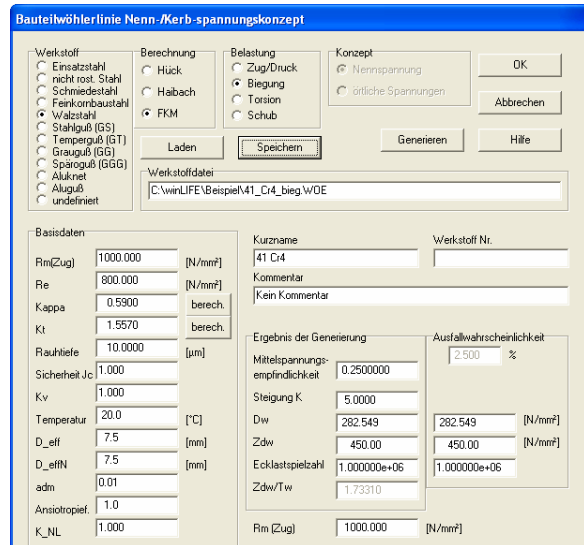 Bauteilwöhlerlinie Nenn-/Kerb-spannungskonzept
Werkstoff
Einsatzstahl
nicht rost. Stahl
Schmiedestahl
Feinkornbaustahl
Walzstahl
Stahlguß (GS)
Temperguß (GT)
Grauguß (GG)
Späroguß (GGG)
Aluknet
Aluguß
undefiniert
Berechnung
Hück
Haibach
FKM
Belastung
Zug/Druck
Biegung
Torsion
Schub
Konzept
Nennspannung
örtliche Spannungen
OK
Abbrechen
Laden
Speichern
Generieren
Hilfe
Werkstoffdatei
C:\winLIFE\Beispiel\41_Cr4_bieg.WOE
Basisdaten
Rm(Zug) 1000.000 [N/mm²]
Re 800.000 [N/mm²]
Kappa 0.5900 berech.
Kt 1.5570 berech.
Rauhtiefe 10.0000 [µm]
Sicherheit Jc 1.000
Kv 1.000
Temperatur 20.0 [°C]
D_eff 7.5 [mm]
D_effN 7.5 [mm]
adm 0.01
Ansiotropief. 1.0
K_NL 1.000
Kurzname Werkstoff Nr.
41 Cr4
Kommentar
Kein Kommentar
Ergebnis der Generierung
Mittelspannungs-
empfindlichkeit 0.2500000
Steigung K 5.0000
Dw 282.549
Zdw 450.00
Ecklastspielzahl 1.000000e+06
Zdw/Tw 1.73310
Ausfallwahrscheinlichkeit
2.500 %
282.549 [N/mm²]
450.00 [N/mm²]
1.000000e+06
Rm (Zug) 1000.000 [N/mm²]